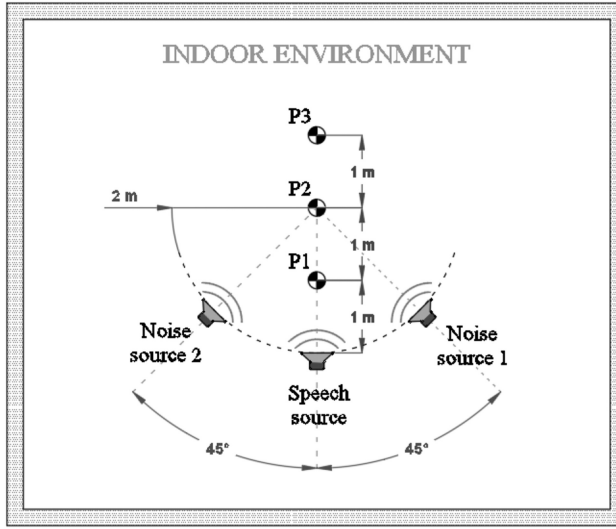 INDOOR ENVIRONMENT
P3
1 m
2 m
P2
1 m
P1
1 m
Noise
source 2
Noise
source 1
Speech
source
45°
45°